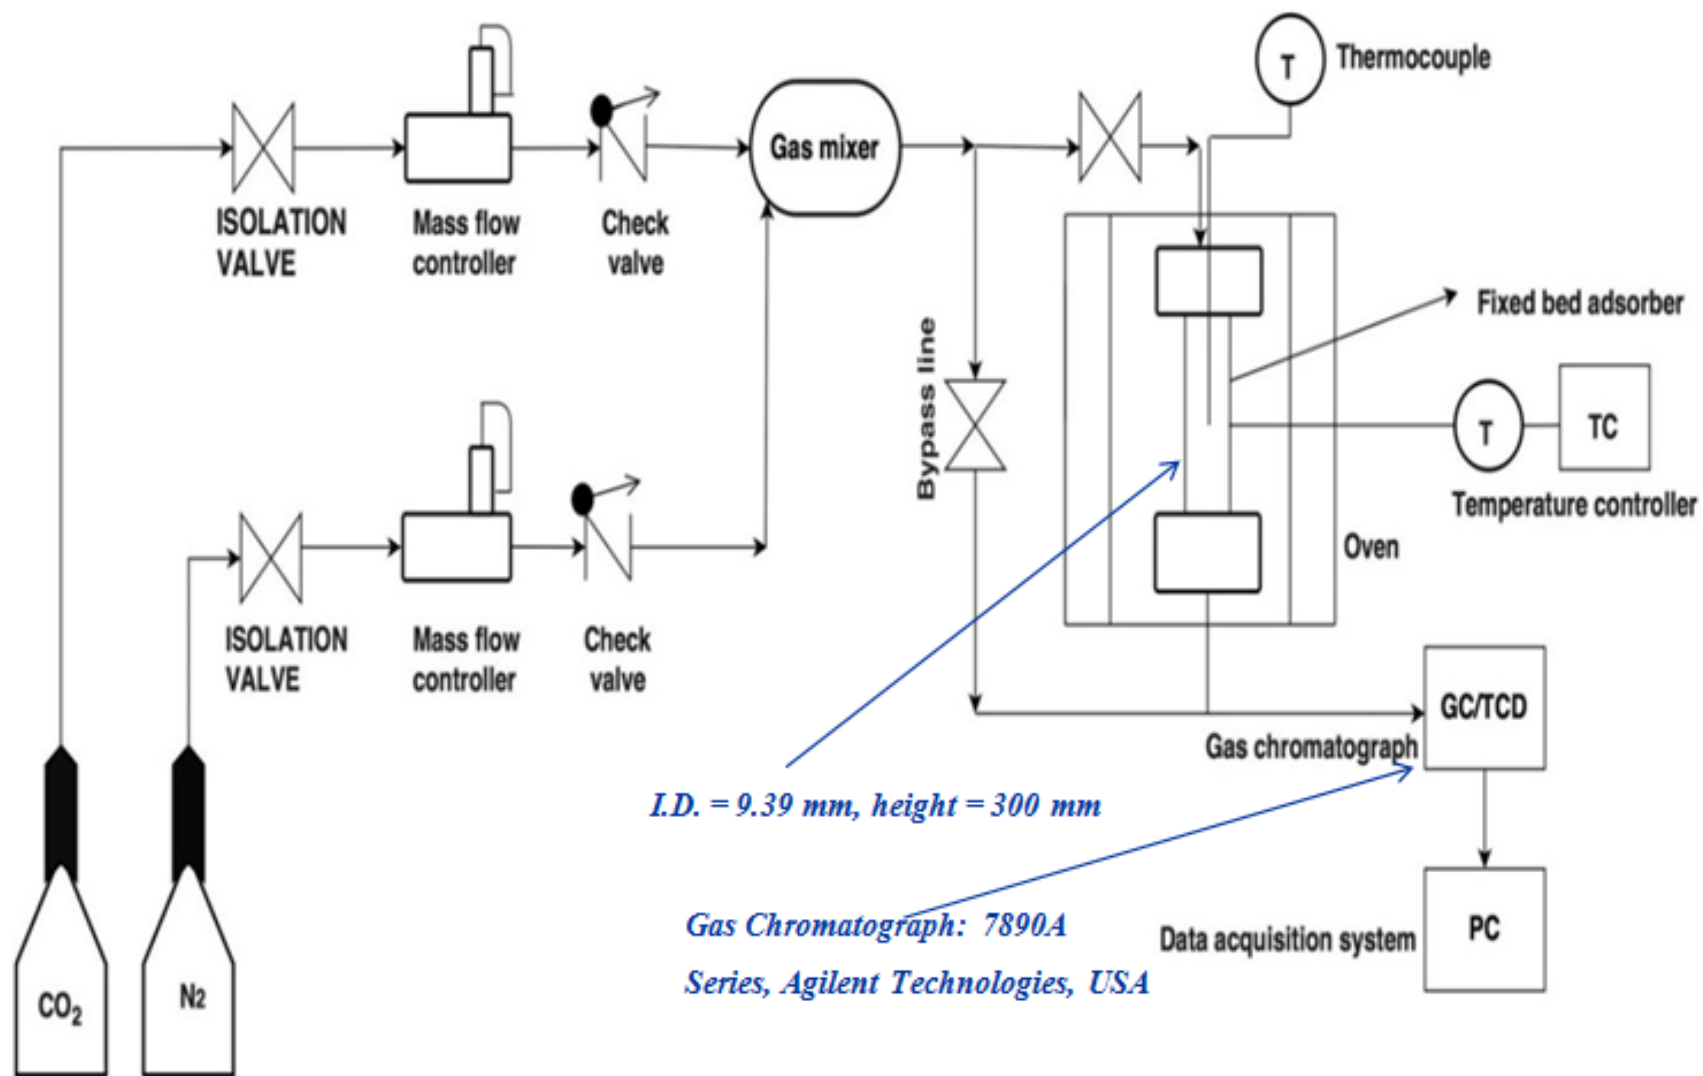 T
Thermocouple
Gas mixer
ISOLATION
VALVE
Mass flow
controller
Check
valve
Fixed bed adsorber
Bypass line
T
TC
Temperature controller
Oven
ISOLATION
VALVE
Mass flow
controller
Check
valve
GC/TCD
Gas chromatograph
I.D. = 9.39 mm, height = 300 mm
Gas Chromatograph: 7890A
Series, Agilent Technologies, USA
Data acquisition system
PC
CO₂
N2